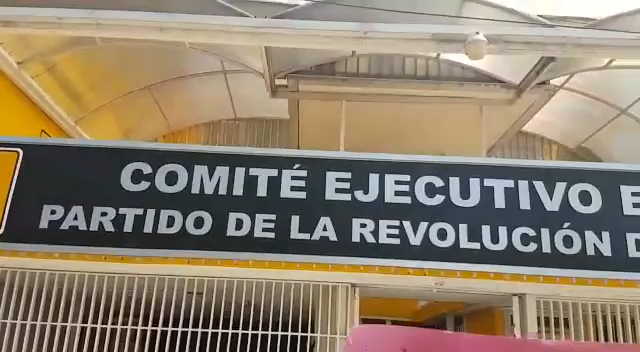 COMITÉ EJECUTIVO E
PARTIDO DE LA REVOLUCIÓN D